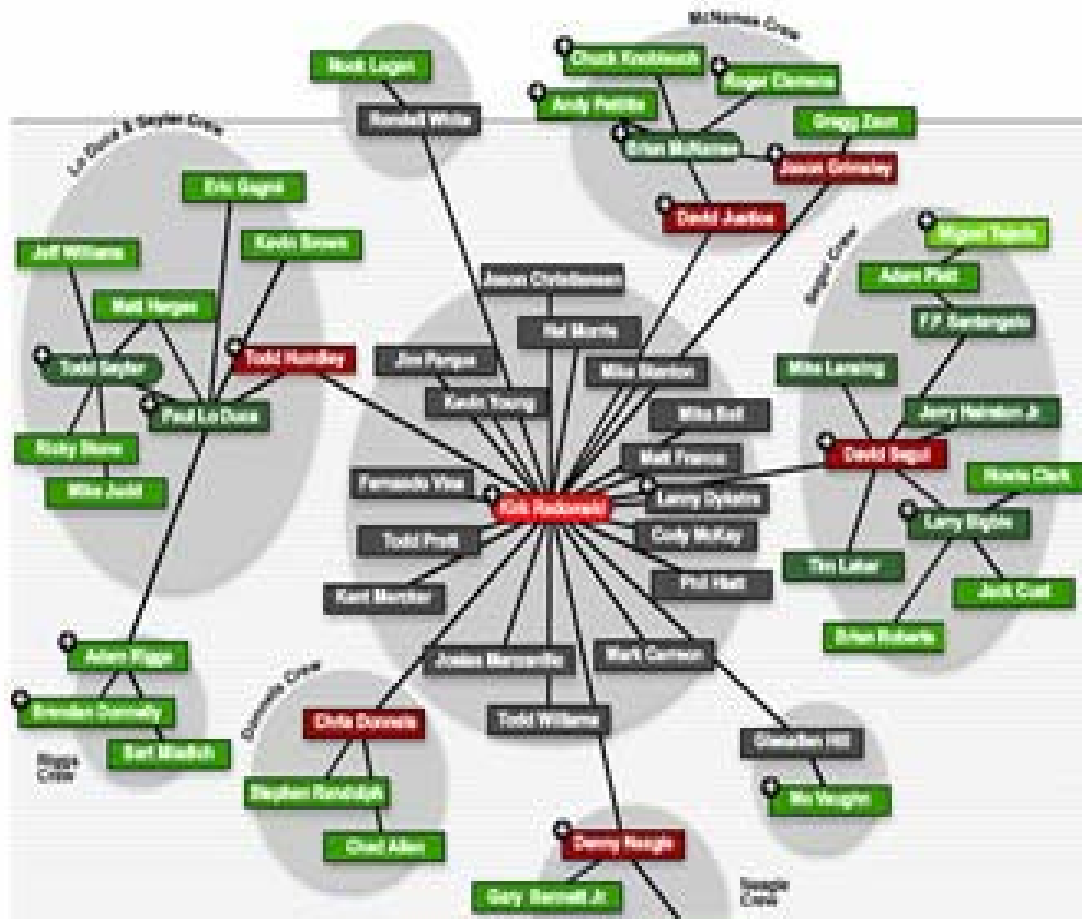 McNamee Crew
Chuck Knoblauch
Nook Logan
Roger Clemens
Andy Pettitte
Rondell White
Gregg Zaun
Lo Duca & Seyler Crew
Brian McNamee
Jason Grimsley
Eric Gagné
David Justice
Kevin Brown
Jeff Williams
Segui Crew
Miguel Tejada
Adam Piatt
Jason Christiansen
Matt Herges
F.P. Santangelo
Hal Morris
Todd Hundley
Jim Parque
Todd Seyler
Mike Stanton
Mike Lansing
Kevin Young
Paul Lo Duca
Mike Bell
Jerry Hairston Jr.
Ricky Stone
Matt Franco
David Segui
Fernando Vina
Howie Clark
Mike Judd
Lenny Dykstra
Kirk Radomski
Larry Bigbie
Todd Pratt
Cody McKay
Tim Laker
Phil Hiatt
Jack Cust
Kent Mercker
Brian Roberts
Adam Riggs
Josias Manzanillo
Mark Carreon
Donnels Crew
Brendan Donnelly
Chris Donnels
Todd Williams
Bart Miadich
Glenallen Hill
Riggs
Crew
Stephen Randolph
Mo Vaughn
Chad Allen
Denny Neagle
Gary Bennett Jr.
Neagle
Crew